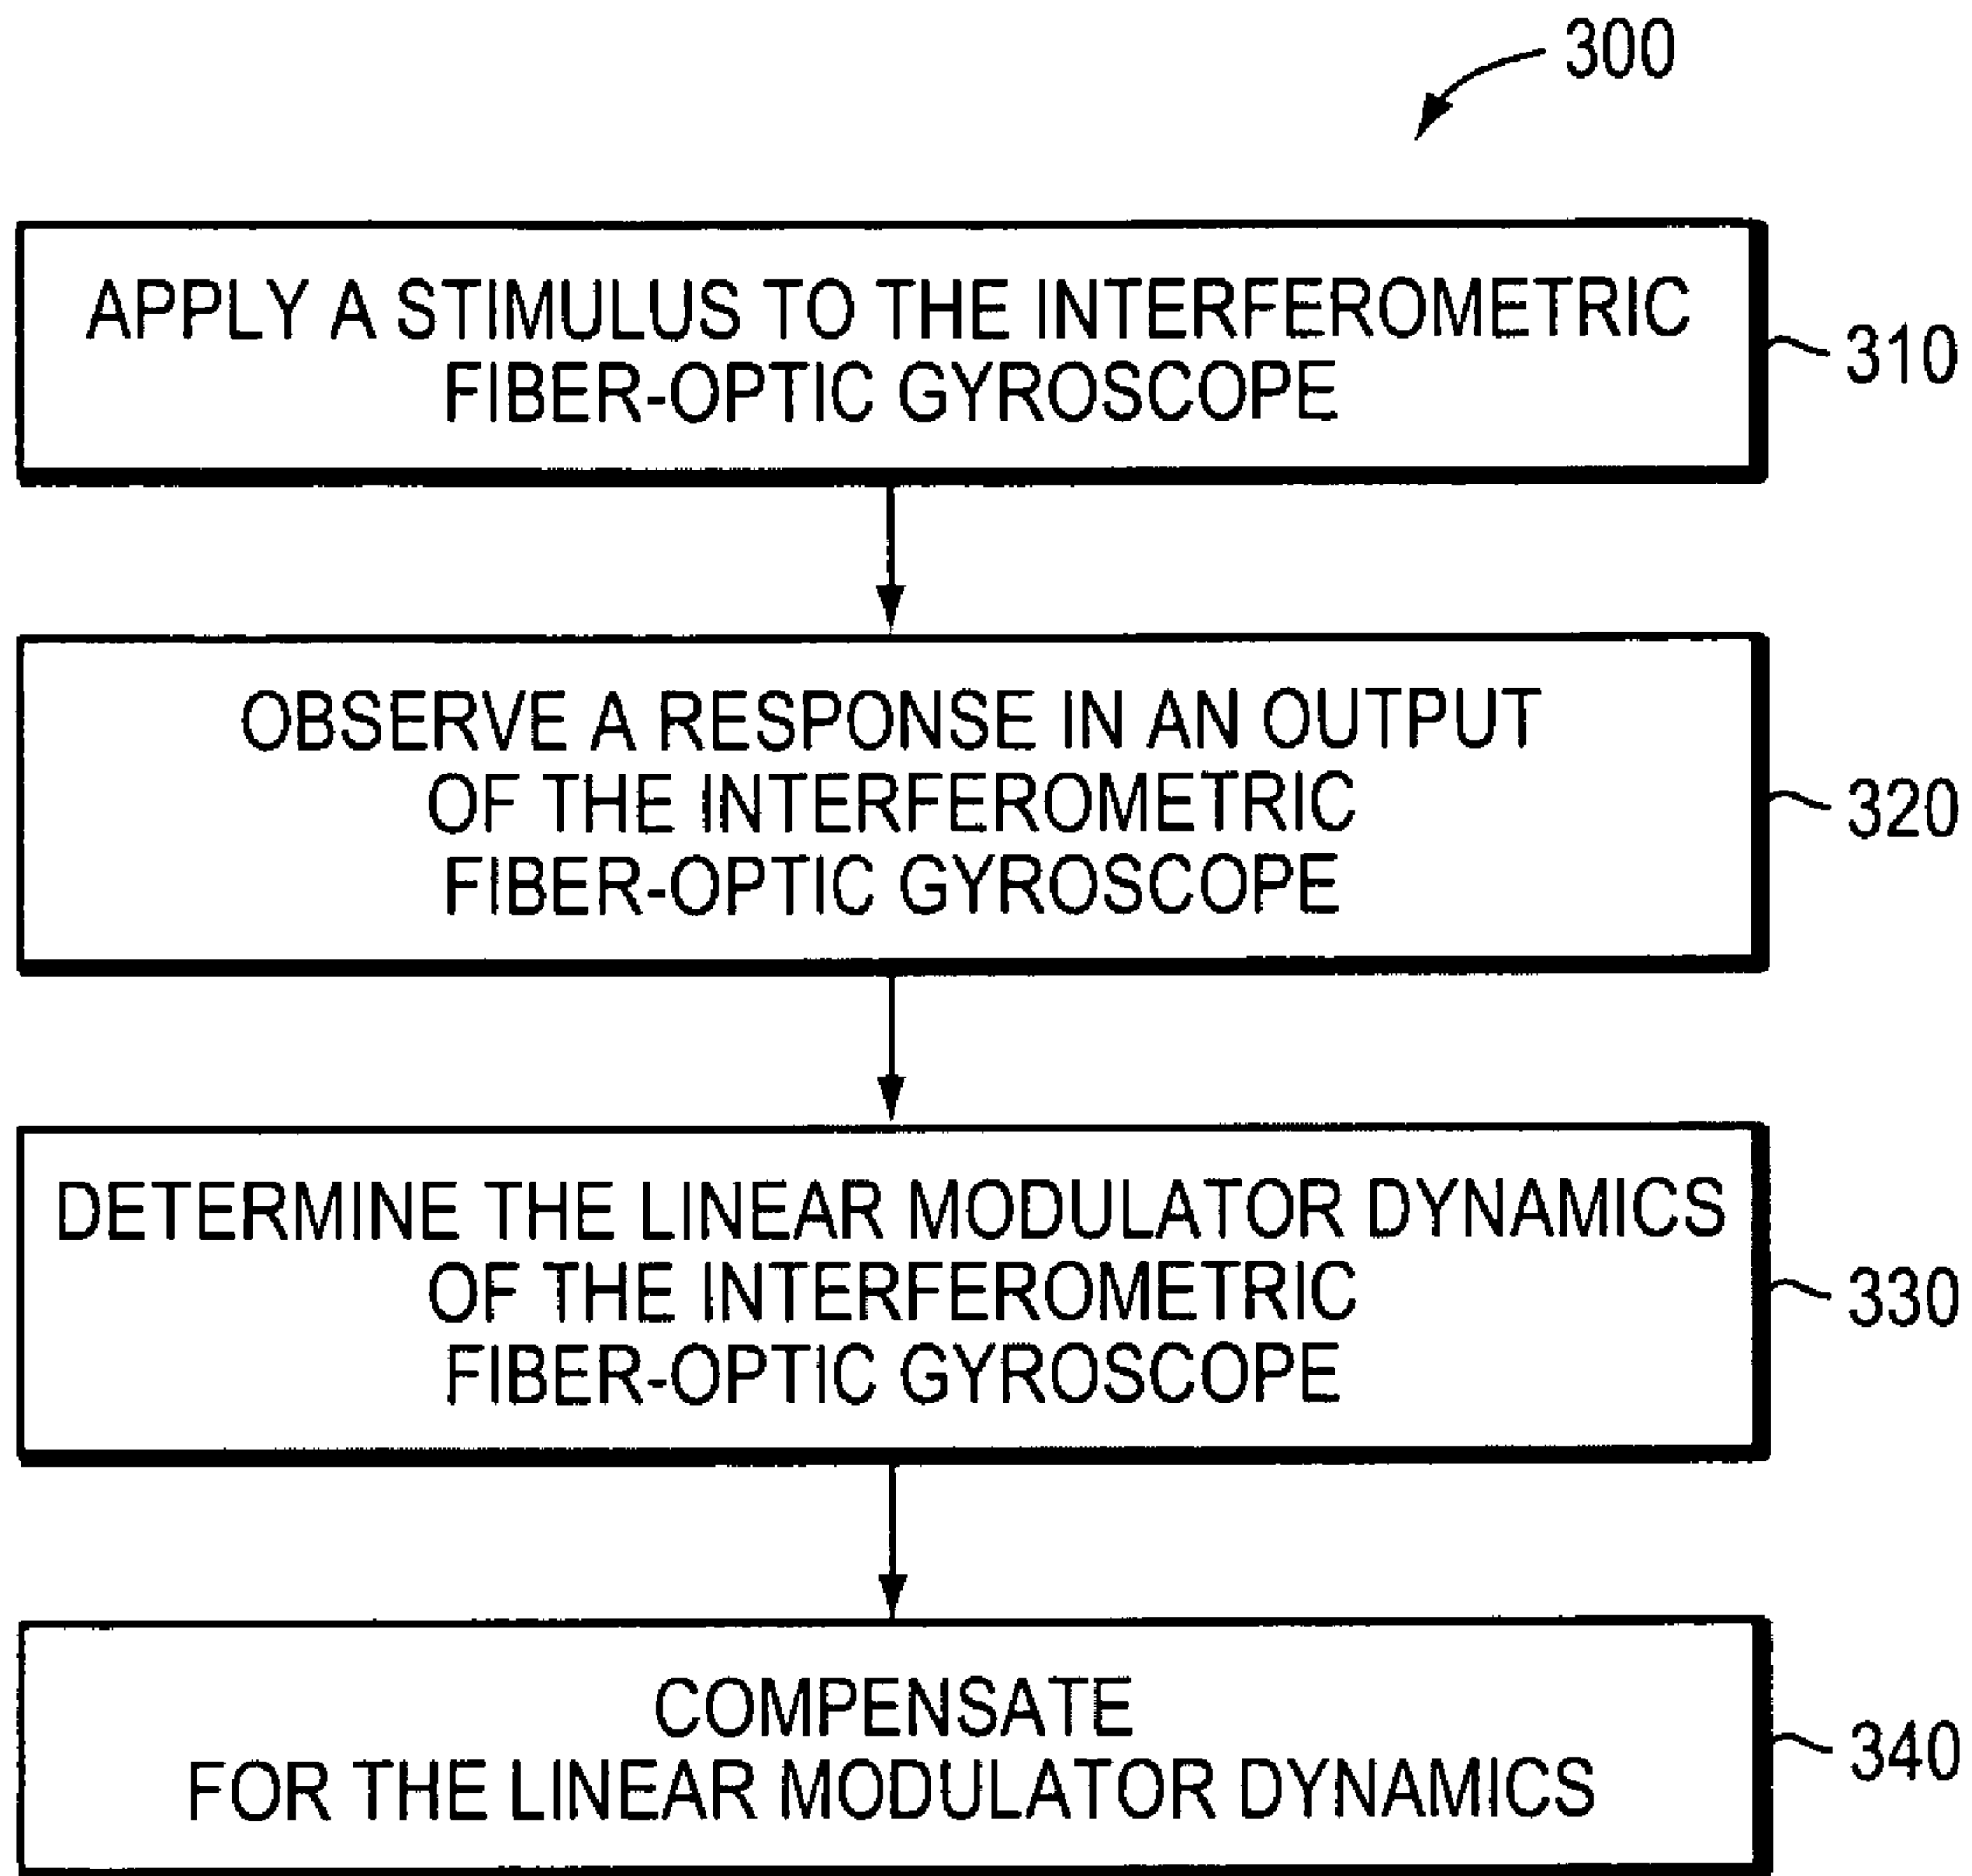 300
APPLY A STIMULUS TO THE INTERFEROMETRIC
FIBER-OPTIC GYROSCOPE
310
OBSERVE A RESPONSE IN AN OUTPUT
OF THE INTERFEROMETRIC
FIBER-OPTIC GYROSCOPE
320
DETERMINE THE LINEAR MODULATOR DYNAMICS
OF THE INTERFEROMETRIC
FIBER-OPTIC GYROSCOPE
330
COMPENSATE
FOR THE LINEAR MODULATOR DYNAMICS
340